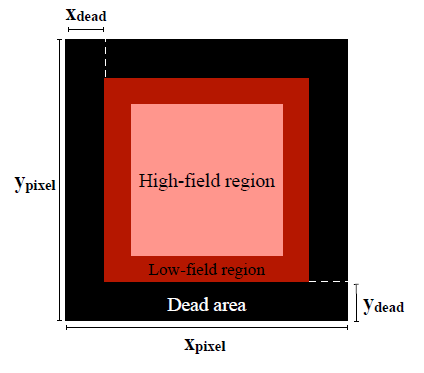 xdead
ypixel
High-field region
Low-field region
Dead area
ydead
xpixel